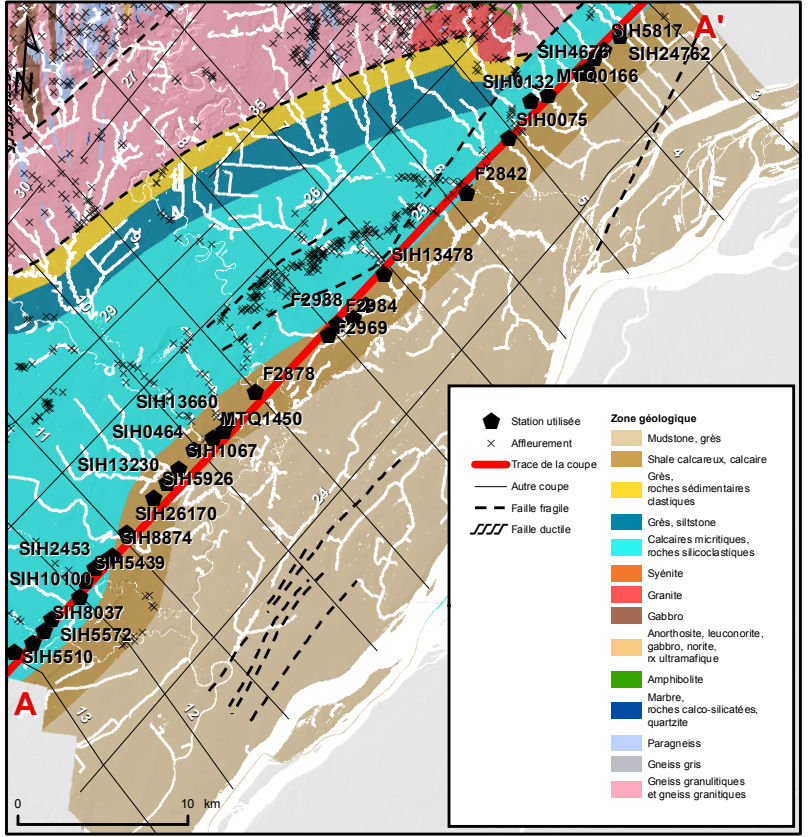 A'
SIH5817
SIH4676
SIH24762
MTQ0166
SIH0132
SIH0075
F2842
SIH13478
F2988
F2984
F2969
F2878
SIH13660
MTQ1450
SIH0464
SIH1067
SIH13230
SIH5926
SIH26170
SIH8874
SIH2453
SIH5439
SIH10100
SIH8037
SIH5572
SIH5510
A
N
27
35
30
26
25
29
11
24
13
12
4
5
0
10 km
Station utilisée
Affleurement
Trace de la coupe
Autre coupe
Faille fragile
Faille ductile
Zone géologique
Mudstone, grès
Shale calcareux, calcaire
Grès,
roches sédimentaires
clastiques
Grès, siltstone
Calcaires micritiques,
roches silicoclastiques
Syénite
Granite
Gabbro
Anorthosite, leuconorite,
gabbro, norite,
rx ultramafique
Amphibolite
Marbre,
roches calco-silicatées,
quartzite
Paragneiss
Gneiss gris
Gneiss granulitiques
et gneiss granitiques